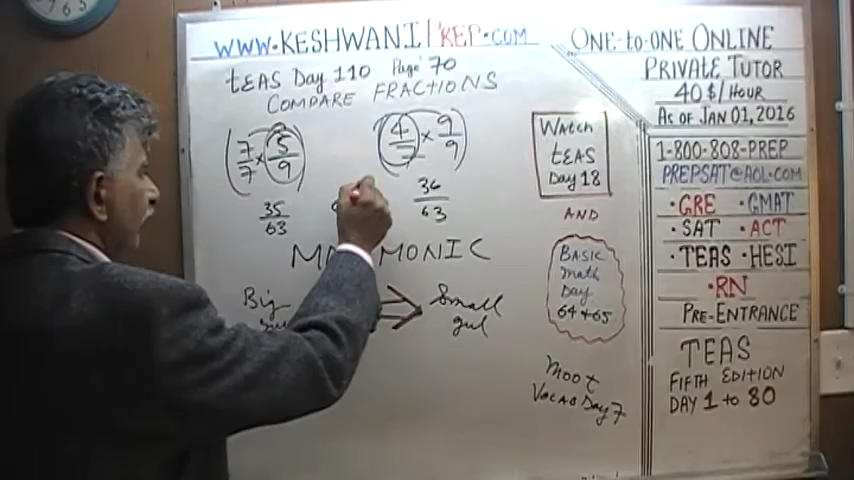 WWW.KESHWANIPREP.COM
TEAS Day 110 Page 70
COMPARE FRACTIONS
(7/7 x 5/9)
(4/7 x 9/9)
35/63
36/63
MONIC
Big
Small
gul
WATCH
TEAS
DAY 18
AND
BASIC
Math
Day
64+65
MOOT
VOCAB DAY 7
ONE-TO-ONE ONLINE
PRIVATE TUTOR
40 $/HOUR
AS OF JAN 01, 2016
1-800-808-PREP
PREPSAT@AOL.COM
•GRE •GMAT
•SAT •ACT
•TEAS •HESI
•RN
PRE-ENTRANCE
TEAS
FIFTH EDITION
DAY 1 to 80